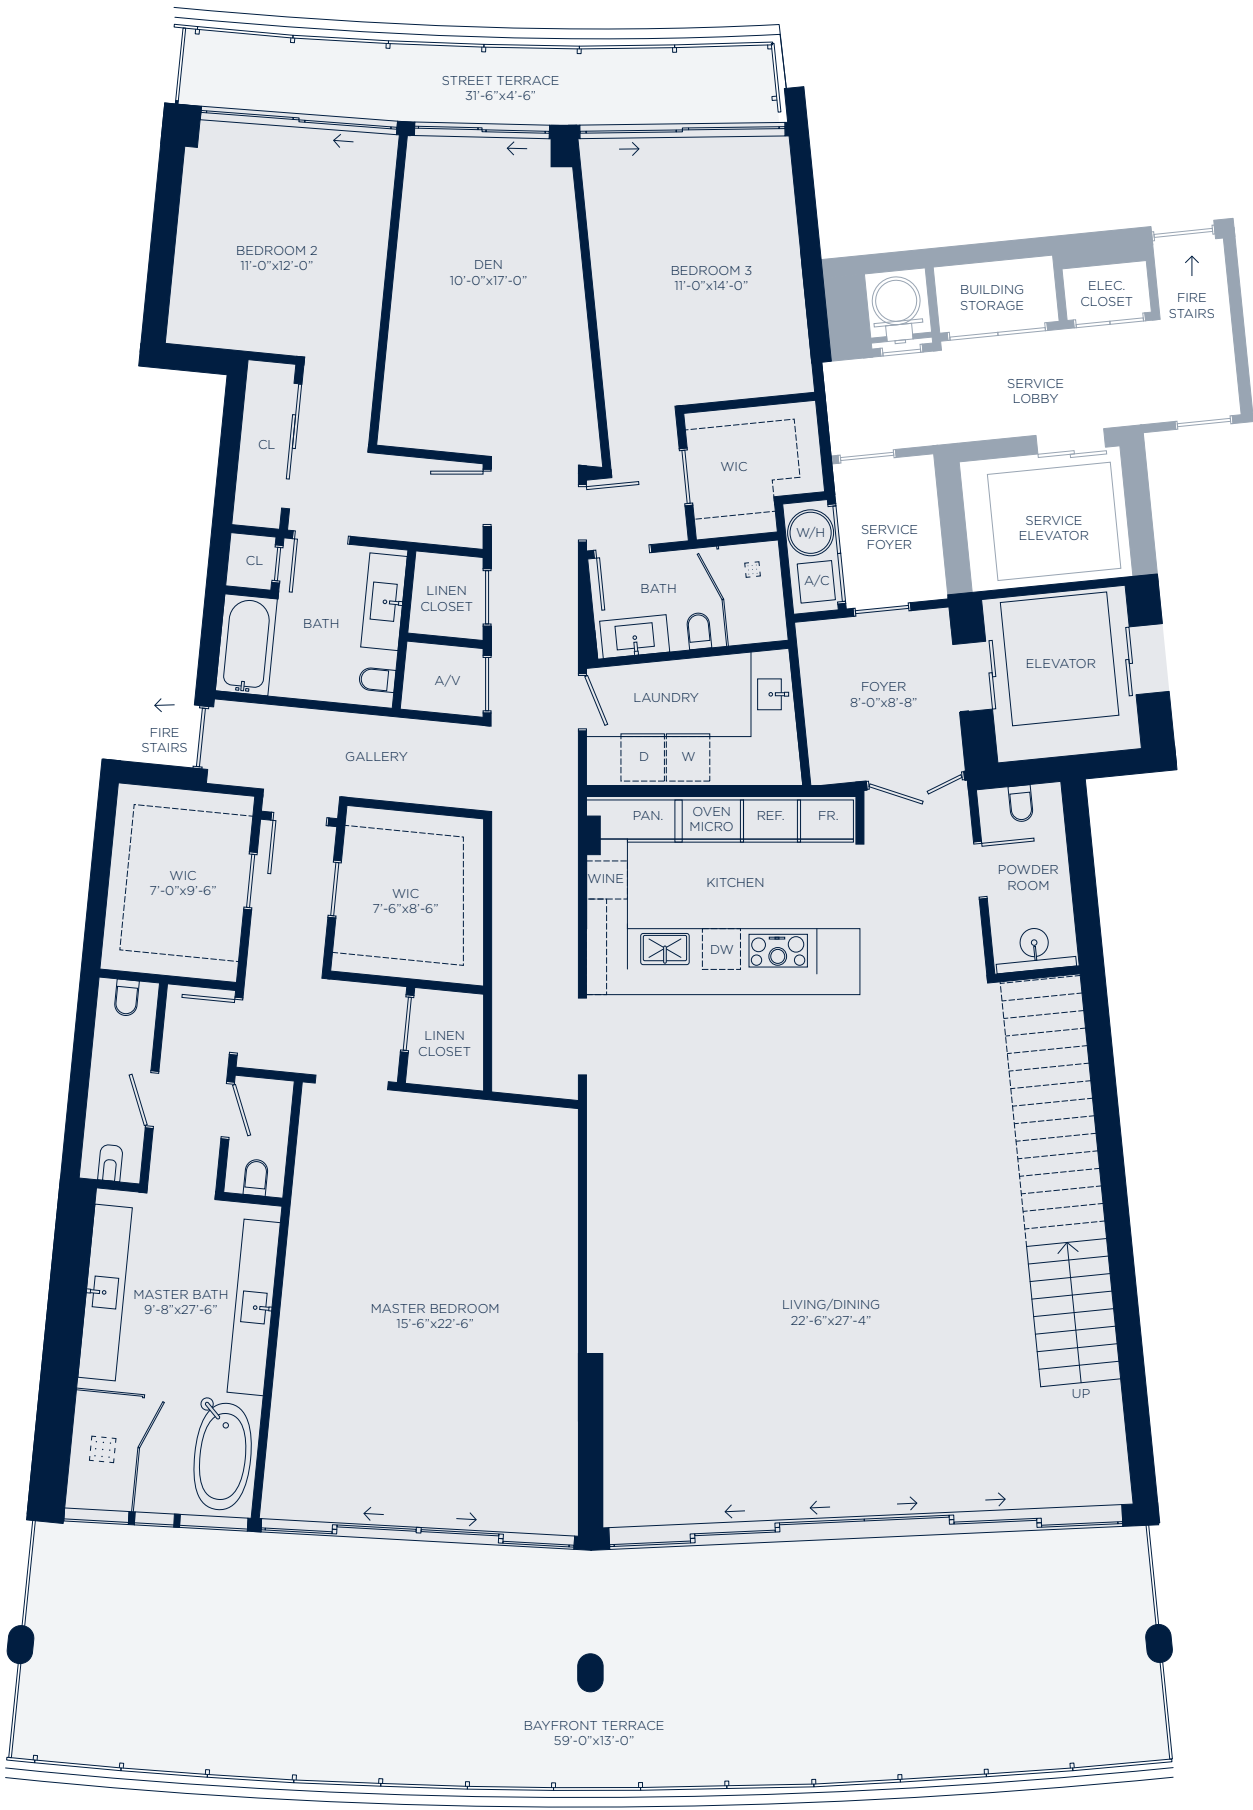 STREET TERRACE
31'-6"x4'-6"
BEDROOM 2
11'-0"x12'-0"
DEN
10'-0"x17'-0"
BEDROOM 3
11'-0"x14'-0"
BUILDING
STORAGE
ELEC.
CLOSET
FIRE
STAIRS
SERVICE
LOBBY
CL
WIC
W/H
SERVICE
FOYER
SERVICE
ELEVATOR
CL
LINEN
CLOSET
BATH
A/C
BATH
A/V
LAUNDRY
FOYER
8'-0"x8'-8"
ELEVATOR
FIRE
STAIRS
GALLERY
D
W
PAN.
OVEN
MICRO
REF.
FR.
WIC
7'-0"x9'-6"
WIC
7'-6"x8'-6"
WINE
KITCHEN
POWDER
ROOM
DW
LINEN
CLOSET
MASTER BATH
9'-8"x27'-6"
MASTER BEDROOM
15'-6"x22'-6"
LIVING/DINING
22'-6"x27'-4"
UP
BAYFRONT TERRACE
59'-0"x13'-0"